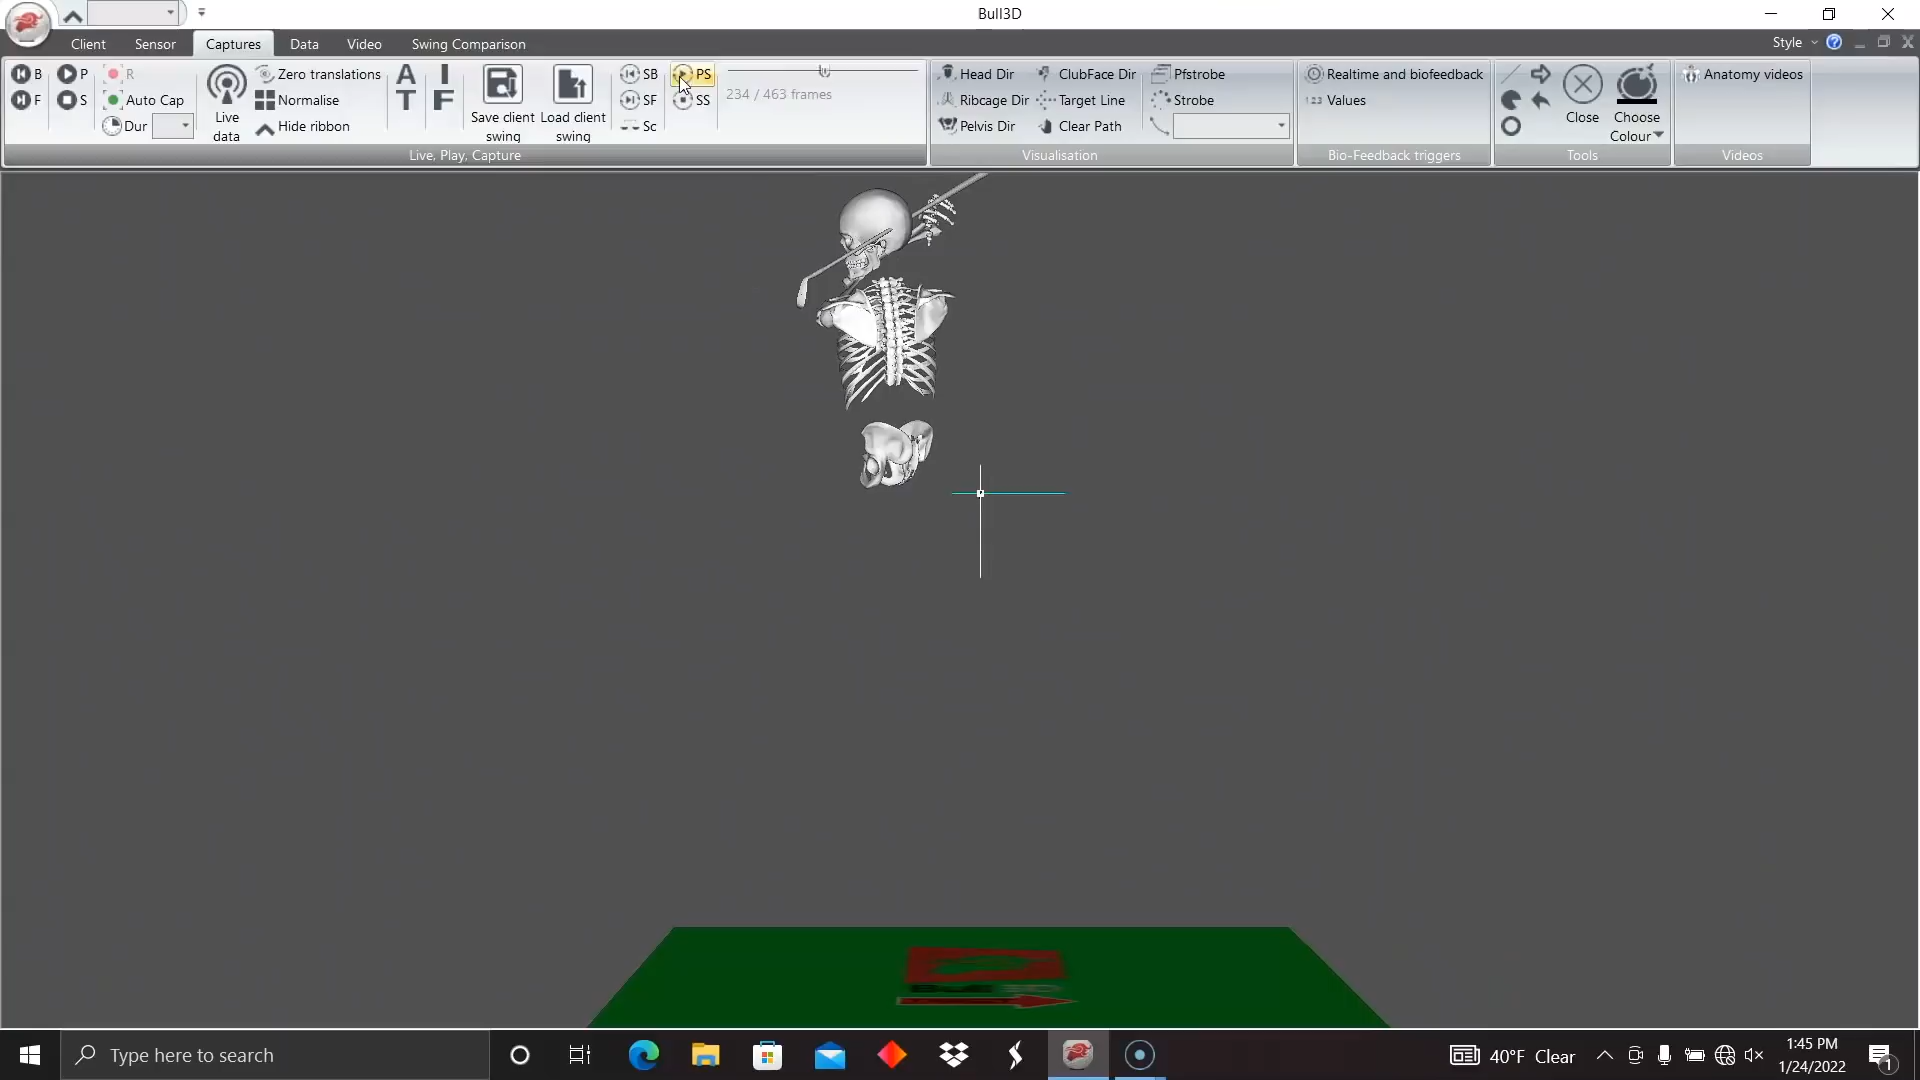 Bull3D
Client Sensor Captures Data Video Swing Comparison Style
B P R Zero translations A I SB PS 234 / 463 frames
F S Auto Cap Normalise T F SF SS
Dur Hide ribbon Sc
Live data
Save client swing
Load client swing
Live, Play, Capture
Head Dir ClubFace Dir Pfstrobe
Ribcage Dir Target Line Strobe
Pelvis Dir Clear Path
Visualisation
Realtime and biofeedback
123 Values
Bio-Feedback triggers
Close
Choose Colour
Tools
Anatomy videos
Videos
Type here to search
40°F Clear
1:45 PM
1/24/2022
1